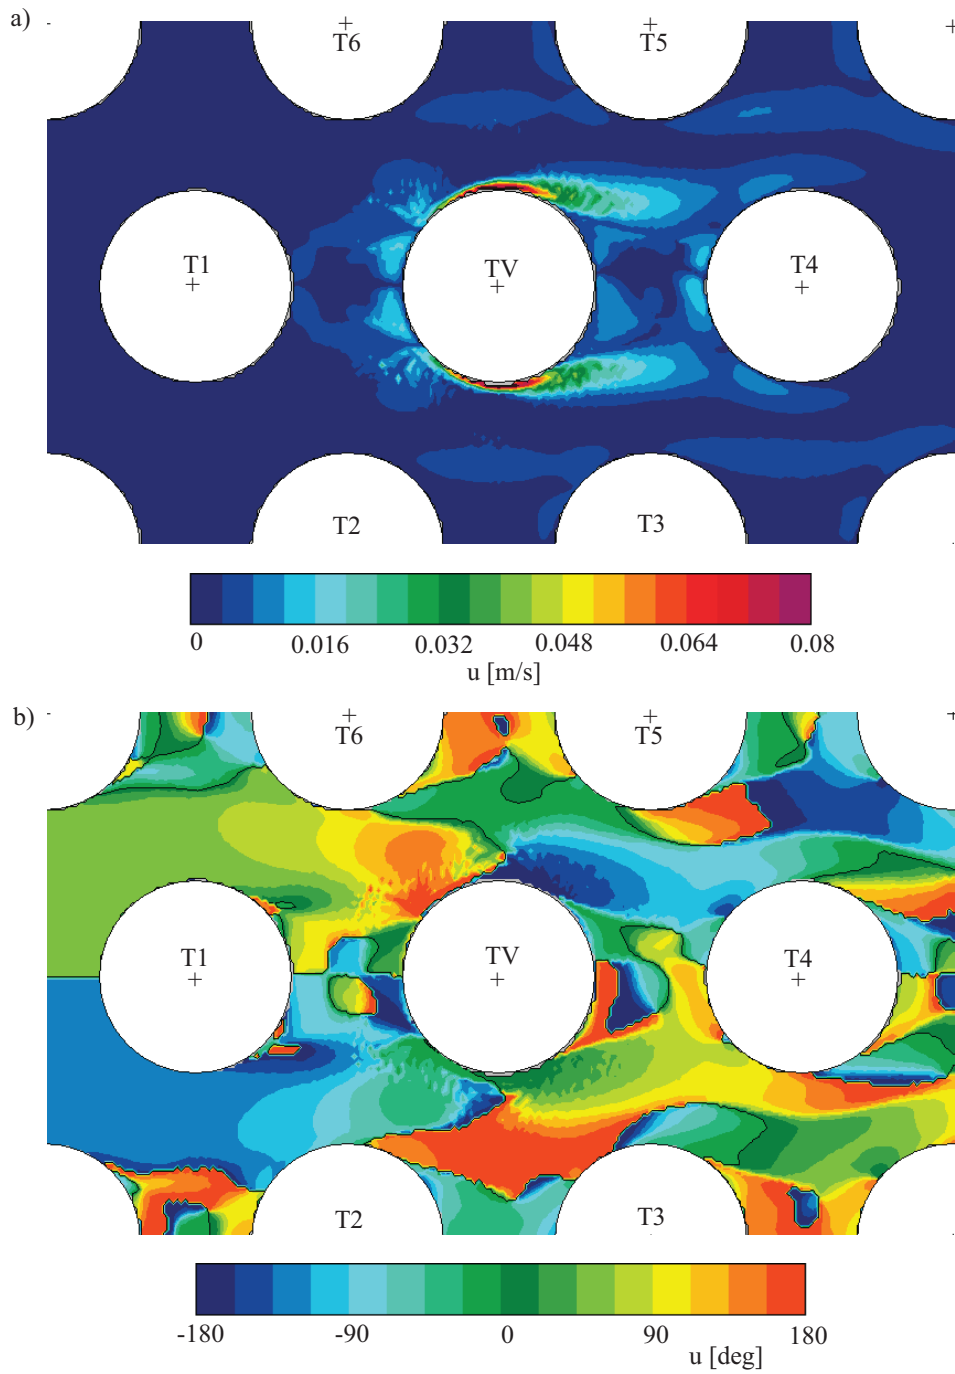 a)
+ + +
T6 T5
T1 TV T4
+ + +
T2 T3
0 0.016 0.032 0.048 0.064 0.08
u [m/s]
b)
+ + +
T6 T5
T1 TV T4
+ + +
T2 T3
-180 -90 0 90 180
u [deg]